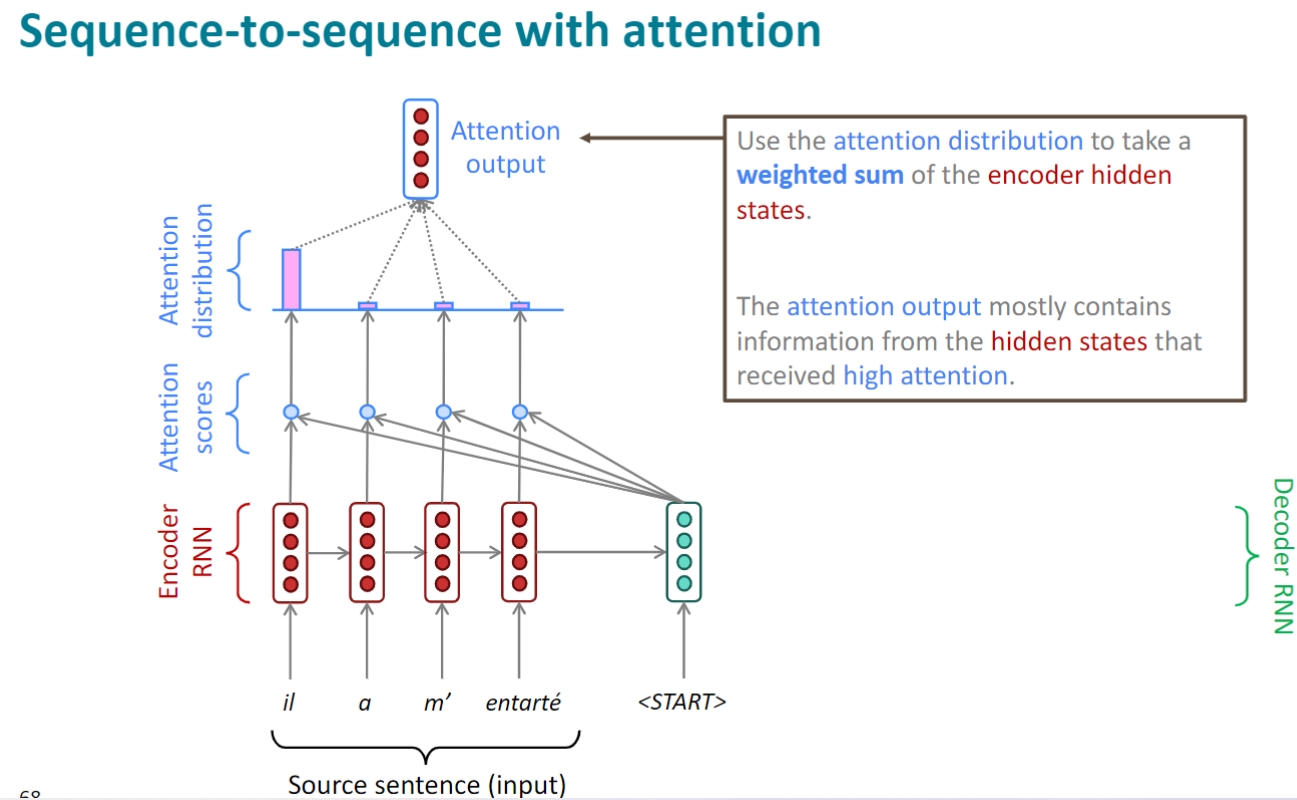 Sequence-to-sequence with attention
Attention
output
Use the attention distribution to take a
weighted sum of the encoder hidden
states.
The attention output mostly contains
information from the hidden states that
received high attention.
Attention
distribution
Attention
scores
Encoder
RNN
Decoder RNN
il
a
m’
entarté
<START>
Source sentence (input)
68